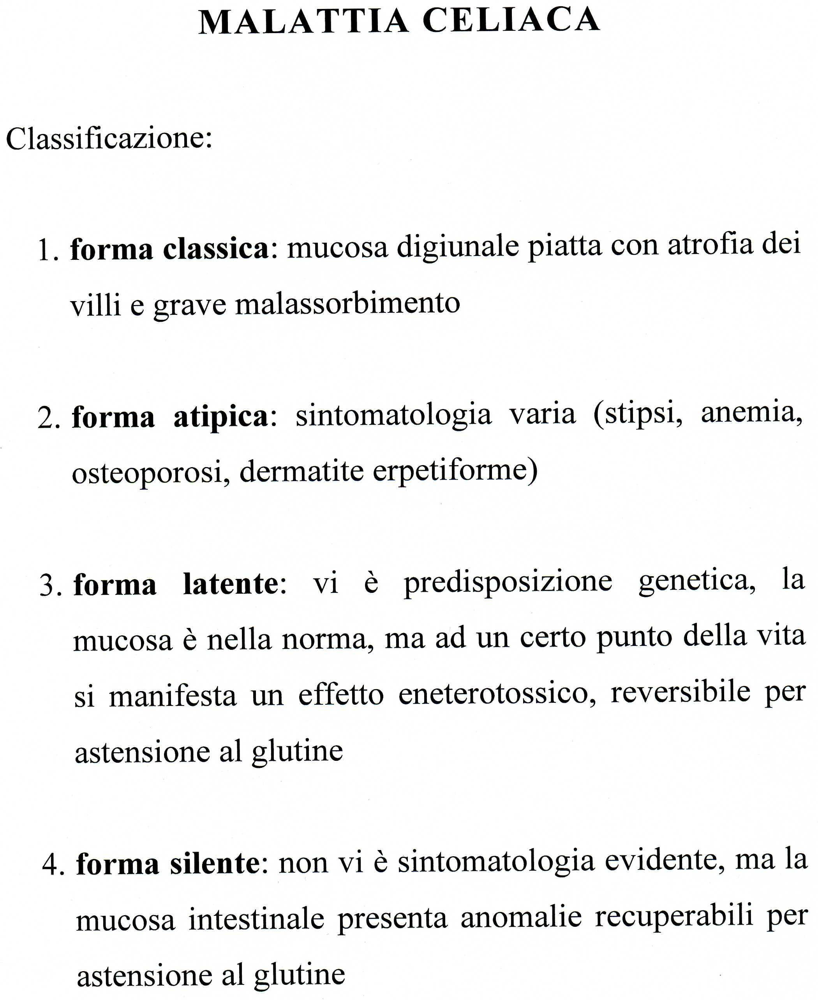 MALATTIA CELIACA
Classificazione:
1. forma classica: mucosa digiunale piatta con atrofia dei
villi e grave malassorbimento
2. forma atipica: sintomatologia varia (stipsi, anemia,
osteoporosi, dermatite erpetiforme)
3. forma latente: vi è predisposizione genetica, la
mucosa è nella norma, ma ad un certo punto della vita
si manifesta un effetto eneterotossico, reversibile per
astensione al glutine
4. forma silente: non vi è sintomatologia evidente, ma la
mucosa intestinale presenta anomalie recuperabili per
astensione al glutine